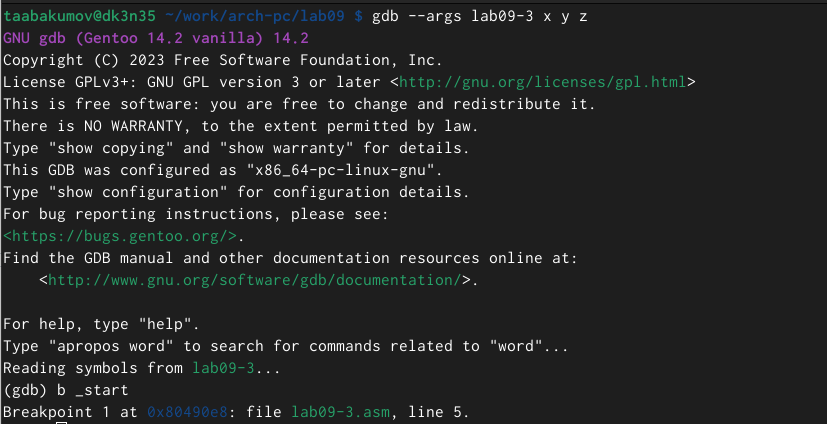 taabakumov@dk3n35 ~/work/arch-pc/lab09 $ gdb --args lab09-3 x y z
GNU gdb (Gentoo 14.2 vanilla) 14.2
Copyright (C) 2023 Free Software Foundation, Inc.
License GPLv3+: GNU GPL version 3 or later <http://gnu.org/licenses/gpl.html>
This is free software: you are free to change and redistribute it.
There is NO WARRANTY, to the extent permitted by law.
Type "show copying" and "show warranty" for details.
This GDB was configured as "x86_64-pc-linux-gnu".
Type "show configuration" for configuration details.
For bug reporting instructions, please see:
<https://bugs.gentoo.org/>.
Find the GDB manual and other documentation resources online at:
    <http://www.gnu.org/software/gdb/documentation/>.

For help, type "help".
Type "apropos word" to search for commands related to "word"...
Reading symbols from lab09-3...
(gdb) b _start
Breakpoint 1 at 0x80490e8: file lab09-3.asm, line 5.